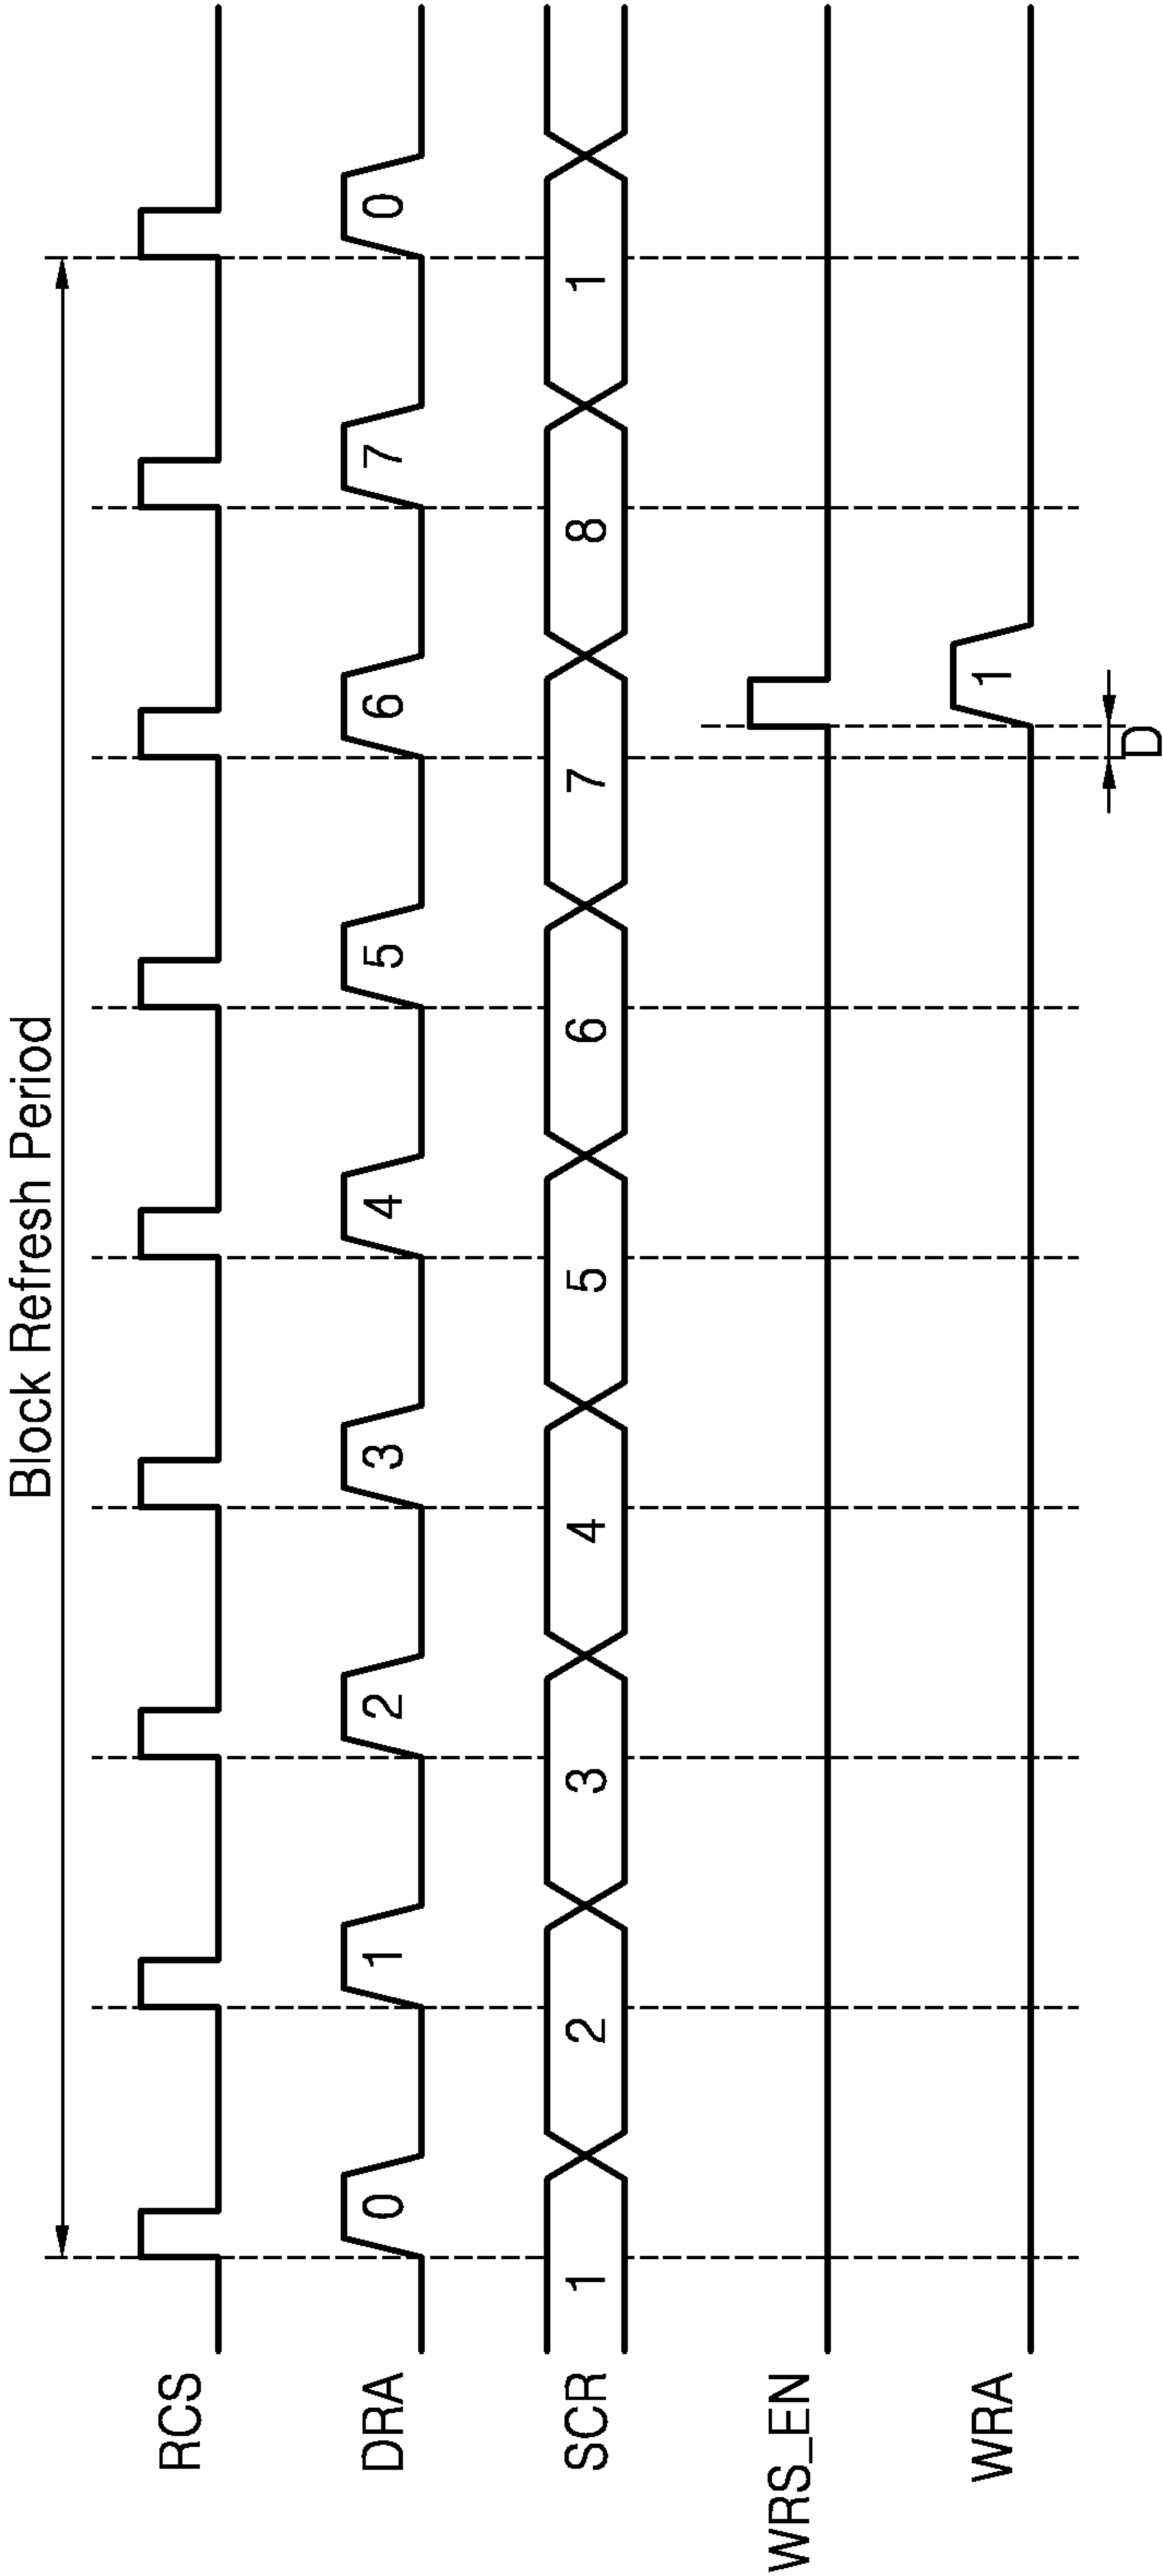 Block Refresh Period
RCS
DRA 0 1 2 3 4 5 6 7 0
SCR 1 2 3 4 5 6 7 8 1
WRS_EN
WRA 1
D